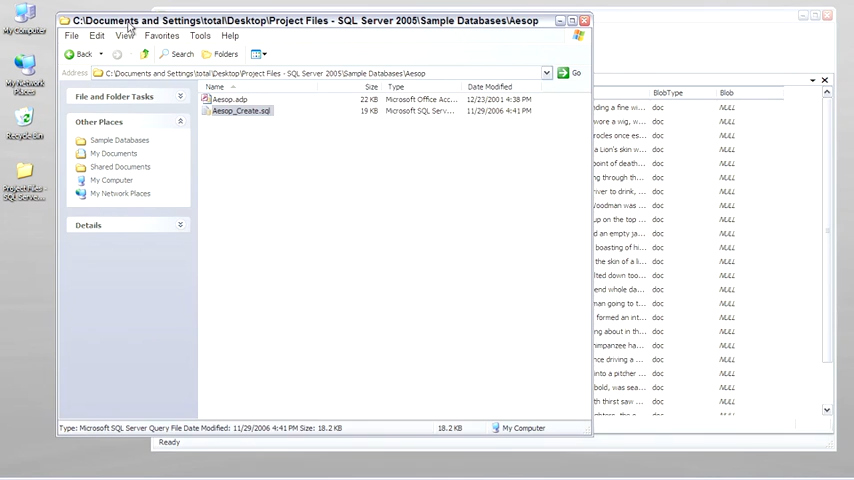 My Computer
My Network Places
Recycle Bin
Project Files - SQL Serve...
C:\Documents and Settings\total\Desktop\Project Files - SQL Server 2005\Sample Databases\Aesop
File Edit View Favorites Tools Help
Back Search Folders
Address C:\Documents and Settings\total\Desktop\Project Files - SQL Server 2005\Sample Databases\Aesop Go
Name Size Type Date Modified
Aesop.adp 22 KB Microsoft Office Acc... 12/23/2001 4:38 PM
Aesop_Create.sql 19 KB Microsoft SQL Serv... 11/29/2006 4:41 PM
File and Folder Tasks
Other Places
Sample Databases
My Documents
Shared Documents
My Computer
My Network Places
Details
Type: Microsoft SQL Server Query File Date Modified: 11/29/2006 4:41 PM Size: 18.2 KB 18.2 KB My Computer
BlobType Blob
ding a fine wi... doc NULL
wore a wig, w... doc NULL
rocles once es... doc NULL
a Lion's skin w... doc NULL
point of death... doc NULL
ng through th... doc NULL
river to drink, ... doc NULL
Woodman was... doc NULL
up on the top ... doc NULL
nd an empty ja... doc NULL
boasting of hi... doc NULL
the skin of a li... doc NULL
lted down too... doc NULL
end whole da... doc NULL
man going to t... doc NULL
formed an int... doc NULL
ing about in th... doc NULL
himpanzee ha... doc NULL
nce driving a ... doc NULL
into a pitcher ... doc NULL
bold, was sea... doc NULL
with thirst saw ... doc NULL
Ready